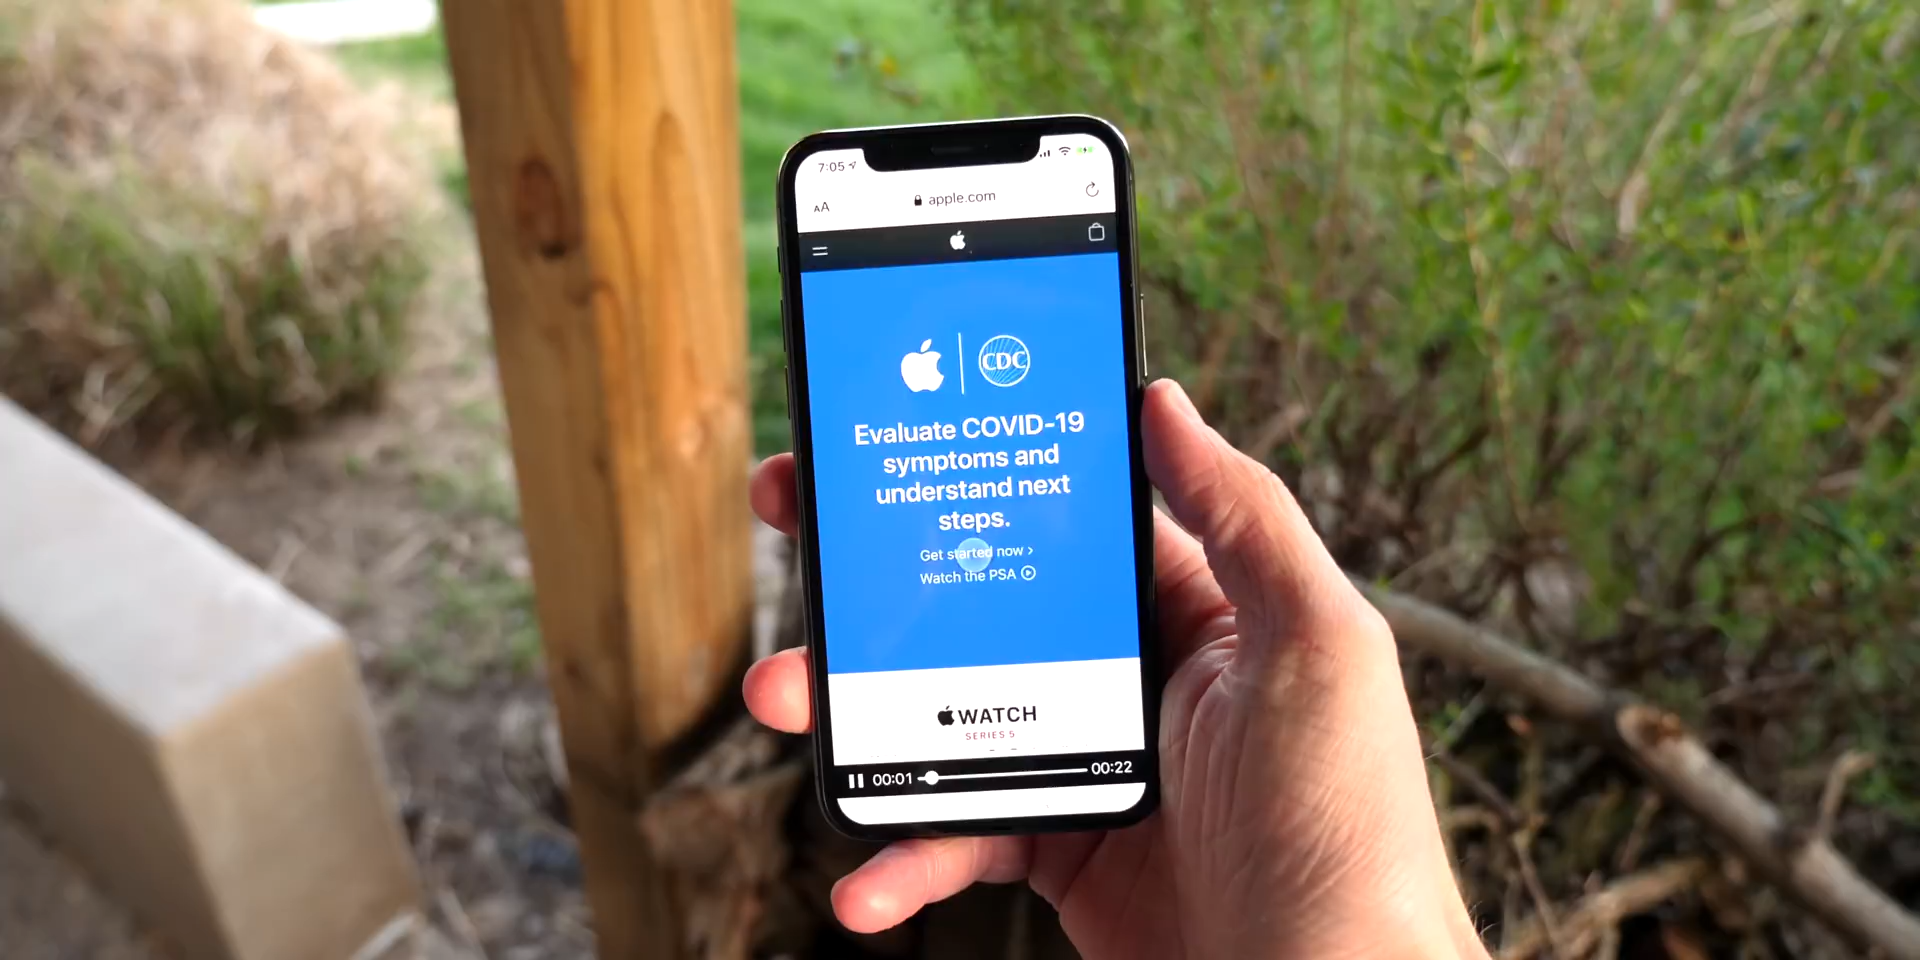 7:05
AA apple.com
CDC
Evaluate COVID-19
symptoms and
understand next
steps.
Get started now ›
Watch the PSA
WATCH
SERIES 5
00:01 00:22